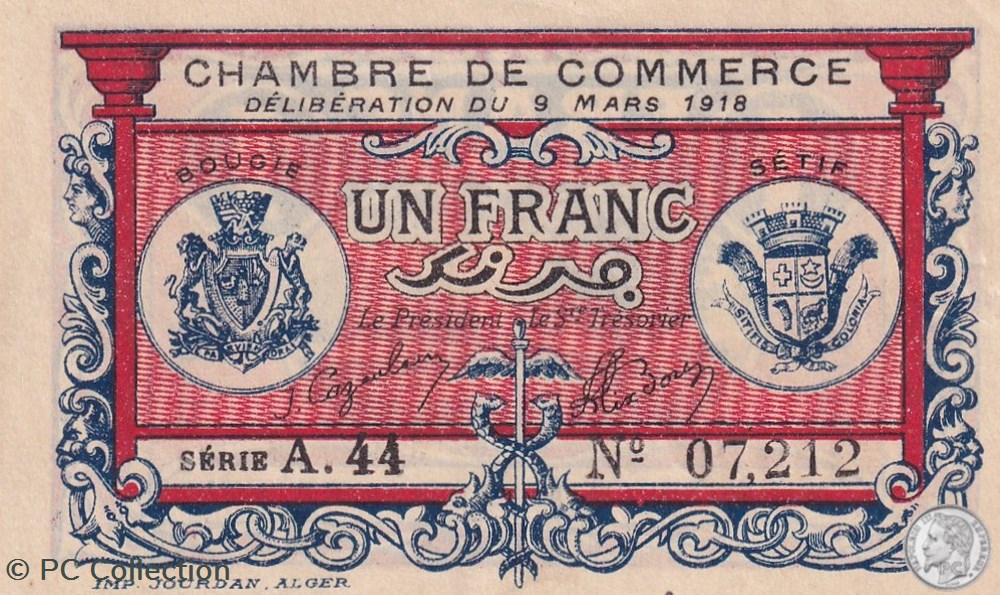 CHAMBRE DE COMMERCE
DÉLIBÉRATION DU 9 MARS 1918
BOUGIE
SÉTIF
UN FRANC
فرنك
Le Président Le Sre Trésorier
SÉRIE A. 44
Nº 07,212
IMP. JOURDAN, ALGER
© PC Collection